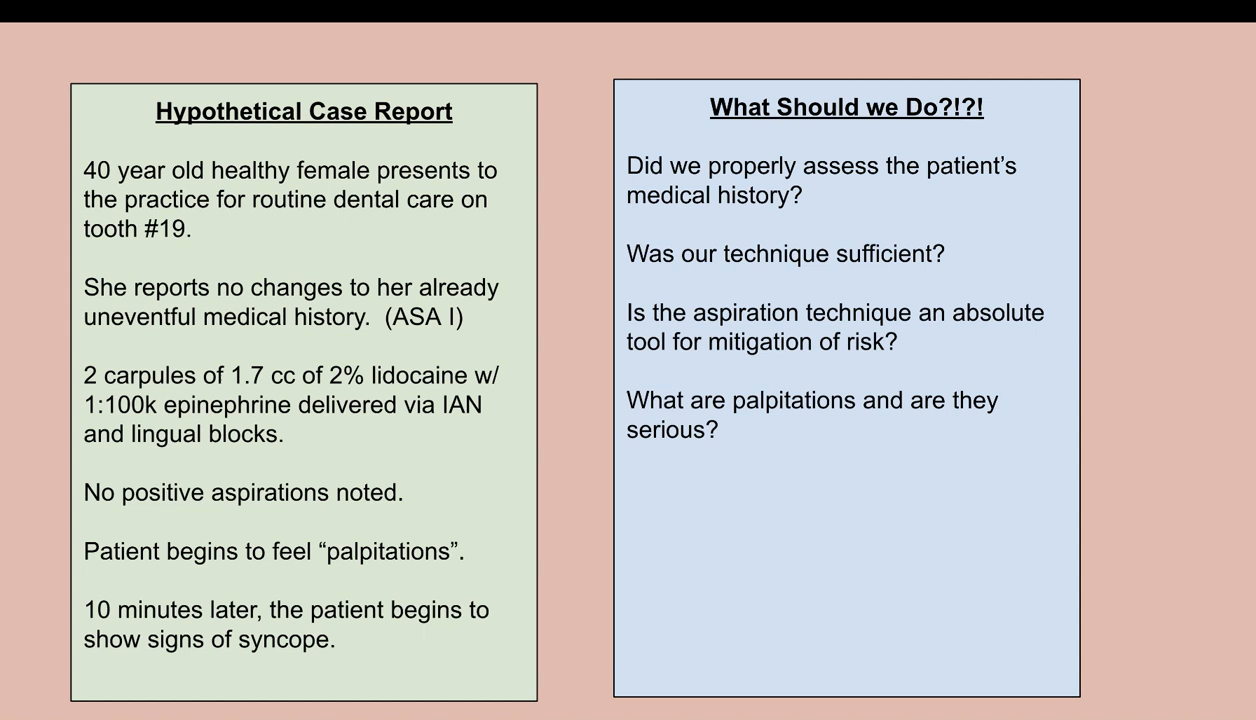 Hypothetical Case Report
40 year old healthy female presents to
the practice for routine dental care on
tooth #19.
She reports no changes to her already
uneventful medical history.  (ASA I)
2 carpules of 1.7 cc of 2% lidocaine w/
1:100k epinephrine delivered via IAN
and lingual blocks.
No positive aspirations noted.
Patient begins to feel “palpitations”.
10 minutes later, the patient begins to
show signs of syncope.
What Should we Do?!?!
Did we properly assess the patient’s
medical history?
Was our technique sufficient?
Is the aspiration technique an absolute
tool for mitigation of risk?
What are palpitations and are they
serious?